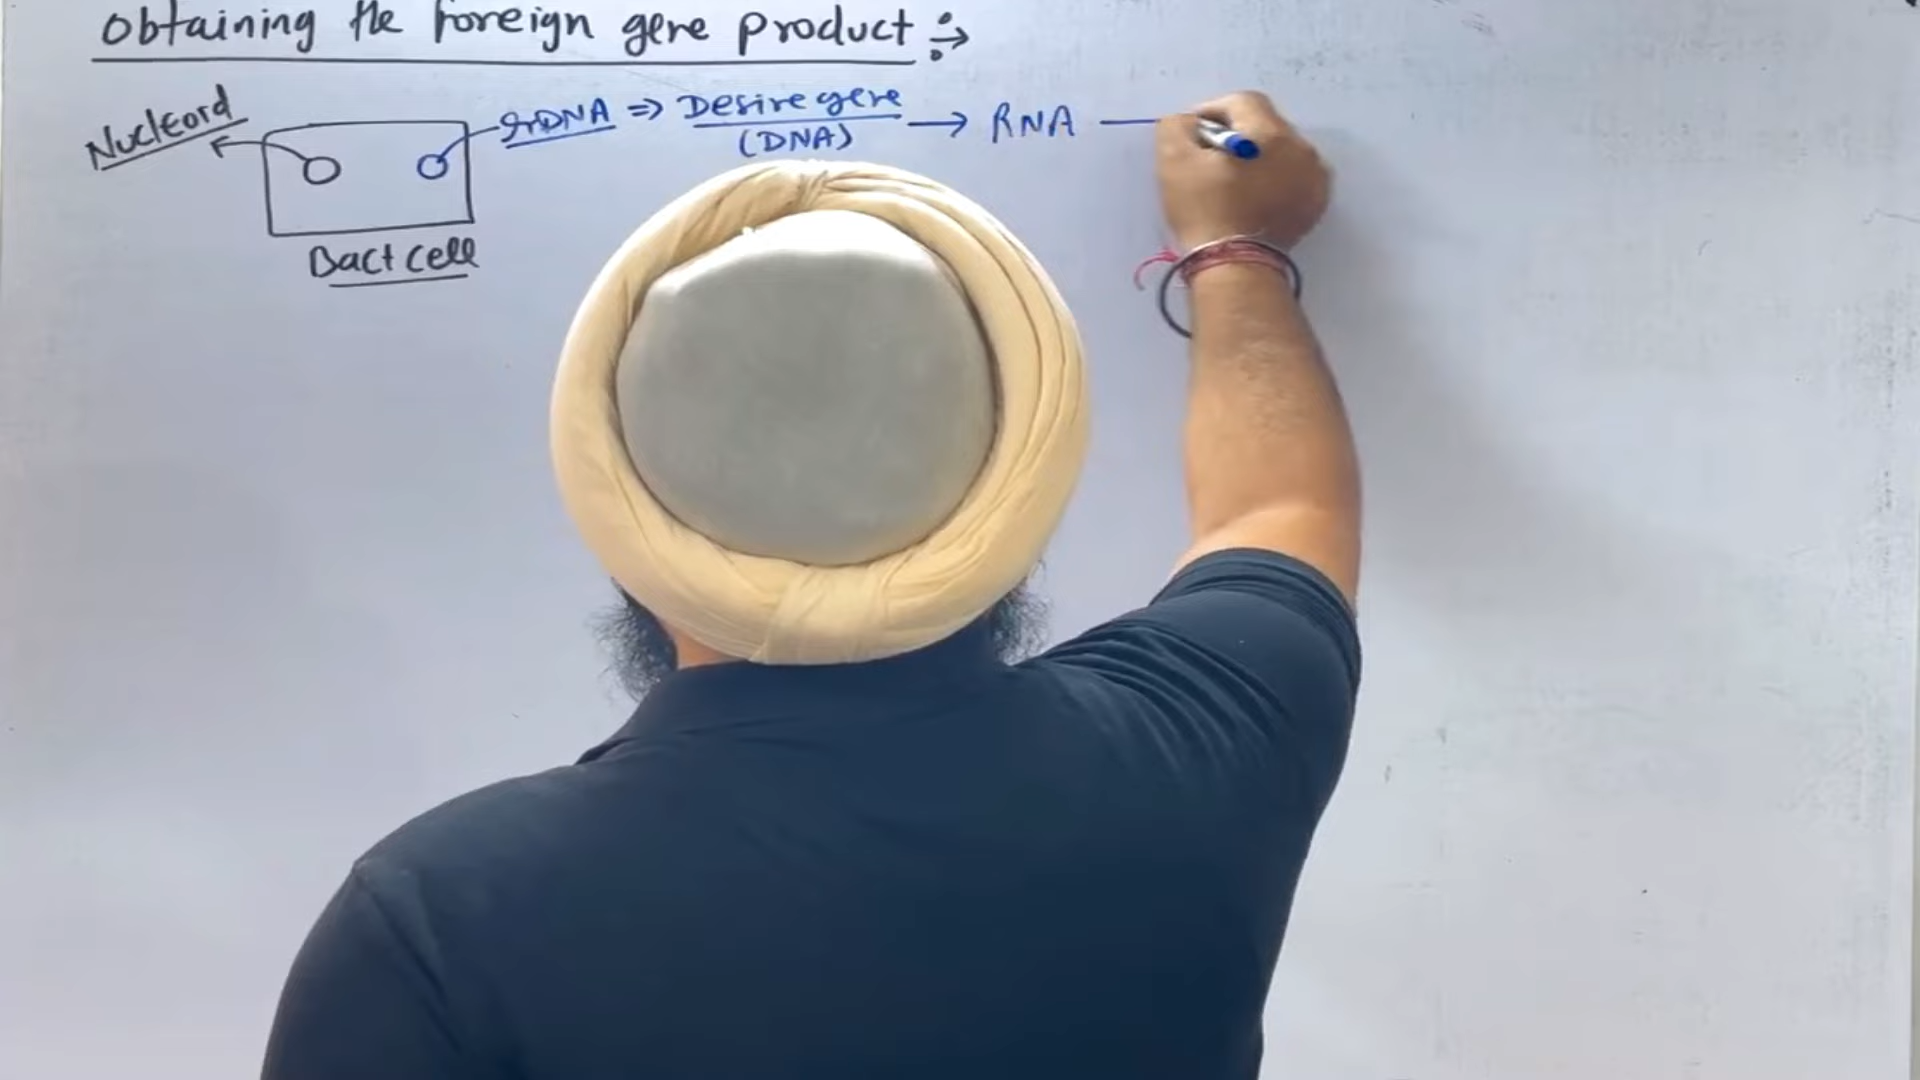 Obtaining the foreign gene product :→
Nucleoid
rDNA ⇒ Desire gene → RNA —
(DNA)
Bact cell